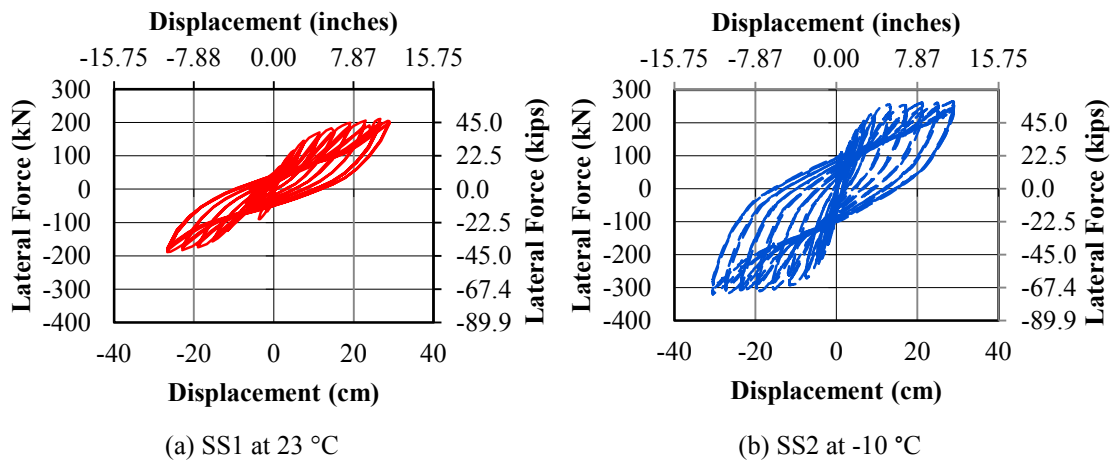 Displacement (inches)
-15.75 -7.88 0.00 7.87 15.75
Lateral Force (kN)
300
200
100
0
-100
-200
-300
-400
45.0
22.5
0.0
-22.5
-45.0
-67.4
-89.9
Lateral Force (kips)
-40 -20 0 20 40
Displacement (cm)
(a) SS1 at 23 °C
Displacement (inches)
-15.75 -7.87 0.00 7.87 15.75
Lateral Force (kN)
300
200
100
0
-100
-200
-300
-400
45.0
22.5
0.0
-22.5
-45.0
-67.4
-89.9
Lateral Force (kips)
-40 -20 0 20 40
Displacement (cm)
(b) SS2 at -10 °C